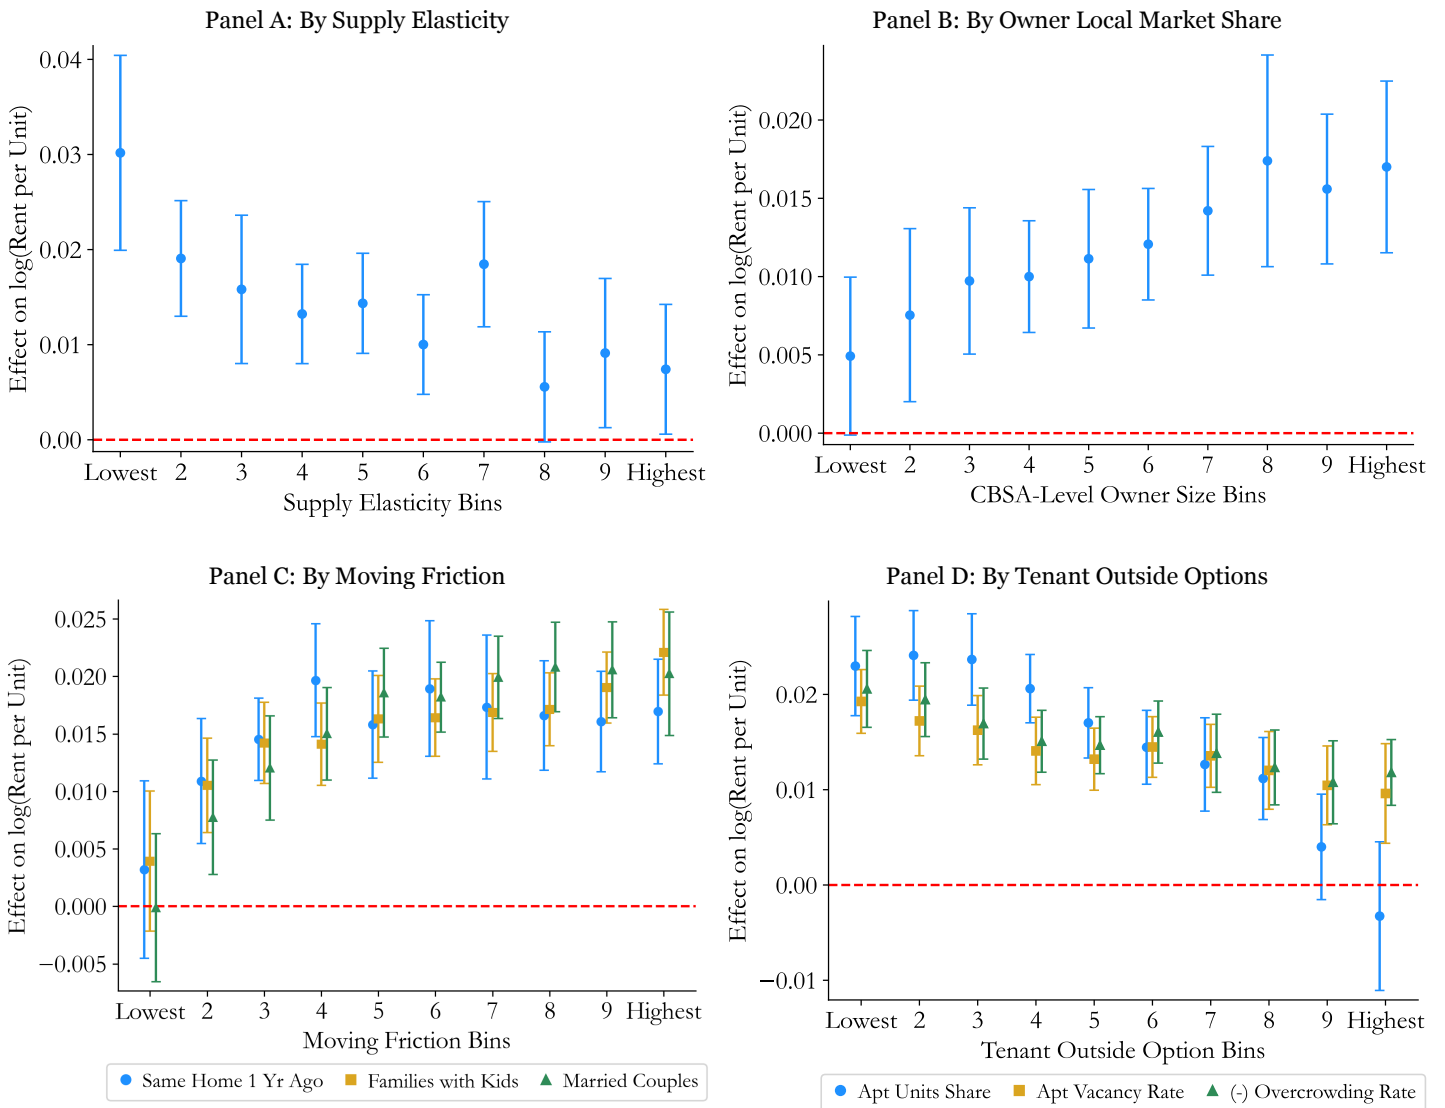 Panel A: By Supply Elasticity
Effect on log(Rent per Unit)
0.04
0.03
0.02
0.01
0.00
Lowest 2 3 4 5 6 7 8 9 Highest
Supply Elasticity Bins
Panel B: By Owner Local Market Share
Effect on log(Rent per Unit)
0.020
0.015
0.010
0.005
0.000
Lowest 2 3 4 5 6 7 8 9 Highest
CBSA-Level Owner Size Bins
Panel C: By Moving Friction
Effect on log(Rent per Unit)
0.025
0.020
0.015
0.010
0.005
0.000
−0.005
Lowest 2 3 4 5 6 7 8 9 Highest
Moving Friction Bins
Same Home 1 Yr Ago Families with Kids Married Couples
Panel D: By Tenant Outside Options
Effect on log(Rent per Unit)
0.02
0.01
0.00
−0.01
Lowest 2 3 4 5 6 7 8 9 Highest
Tenant Outside Option Bins
Apt Units Share Apt Vacancy Rate (-) Overcrowding Rate